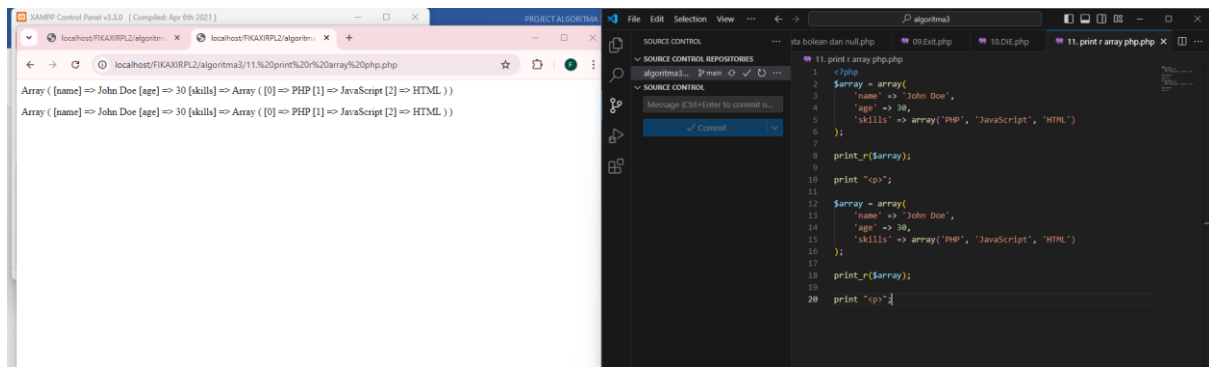 XAMPP Control Panel v3.3.0 [ Compiled: Apr 6th 2021 ]
PROJECT ALGORITMA
localhost/FIKAXIRPL2/algoritm
localhost/FIKAXIRPL2/algoritm
localhost/FIKAXIRPL2/algoritma3/11.%20print%20r%20array%20php.php
F
Array ( [name] => John Doe [age] => 30 [skills] => Array ( [0] => PHP [1] => JavaScript [2] => HTML ) )
Array ( [name] => John Doe [age] => 30 [skills] => Array ( [0] => PHP [1] => JavaScript [2] => HTML ) )
File Edit Selection View ...
algoritma3
SOURCE CONTROL
SOURCE CONTROL REPOSITORIES
algoritma3... main
SOURCE CONTROL
Message (Ctrl+Enter to commit o...
Commit
bolean dan null.php 09.Exit.php 10.DIE.php 11. print r array php.php
11. print r array php.php
1 <?php
2 $array = array(
3 'name' => 'John Doe',
4 'age' => 30,
5 'skills' => array('PHP', 'JavaScript', 'HTML')
6 );
7
8 print_r($array);
9
10 print "<p>";
11
12 $array = array(
13 'name' => 'John Doe',
14 'age' => 30,
15 'skills' => array('PHP', 'JavaScript', 'HTML')
16 );
17
18 print_r($array);
19
20 print "<p>";